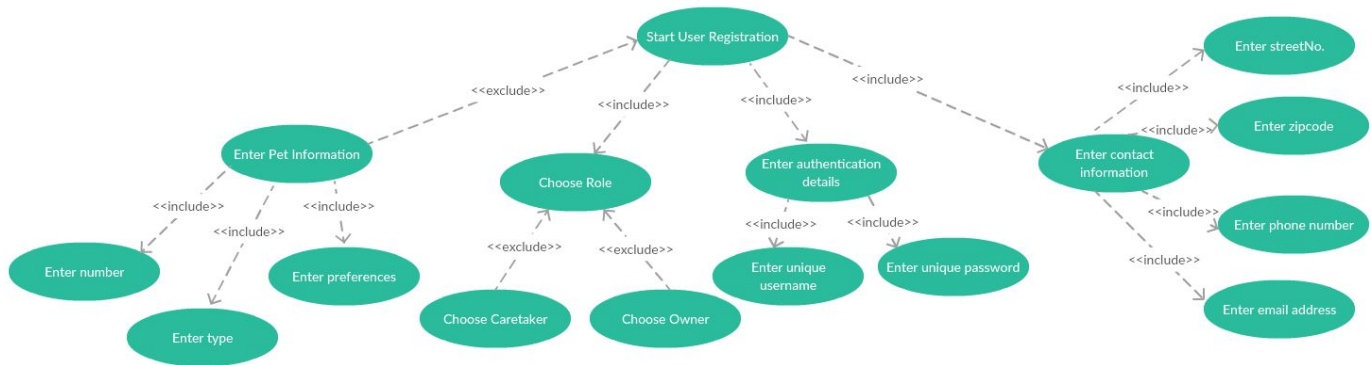 Start User Registration
Enter streetNo.
<<include>>
<<exclude>>
<<include>>
<<include>>
<<include>>
Enter zipcode
<<include>>
Enter Pet Information
Enter authentication
details
Enter contact
information
Choose Role
<<include>>
<<include>>
<<include>>
<<include>>
<<include>>
<<include>>
Enter phone number
<<exclude>>
<<exclude>>
<<include>>
Enter number
Enter preferences
Enter unique
username
Enter unique password
Enter type
Choose Caretaker
Choose Owner
Enter email address